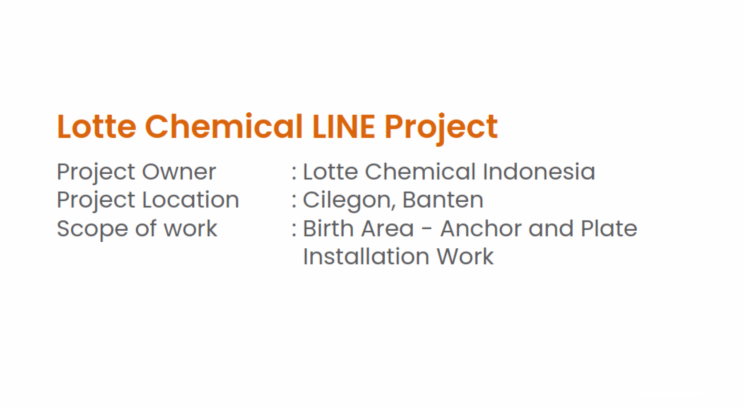 Lotte Chemical LINE Project
Project Owner : Lotte Chemical Indonesia
Project Location : Cilegon, Banten
Scope of work : Birth Area - Anchor and Plate
Installation Work